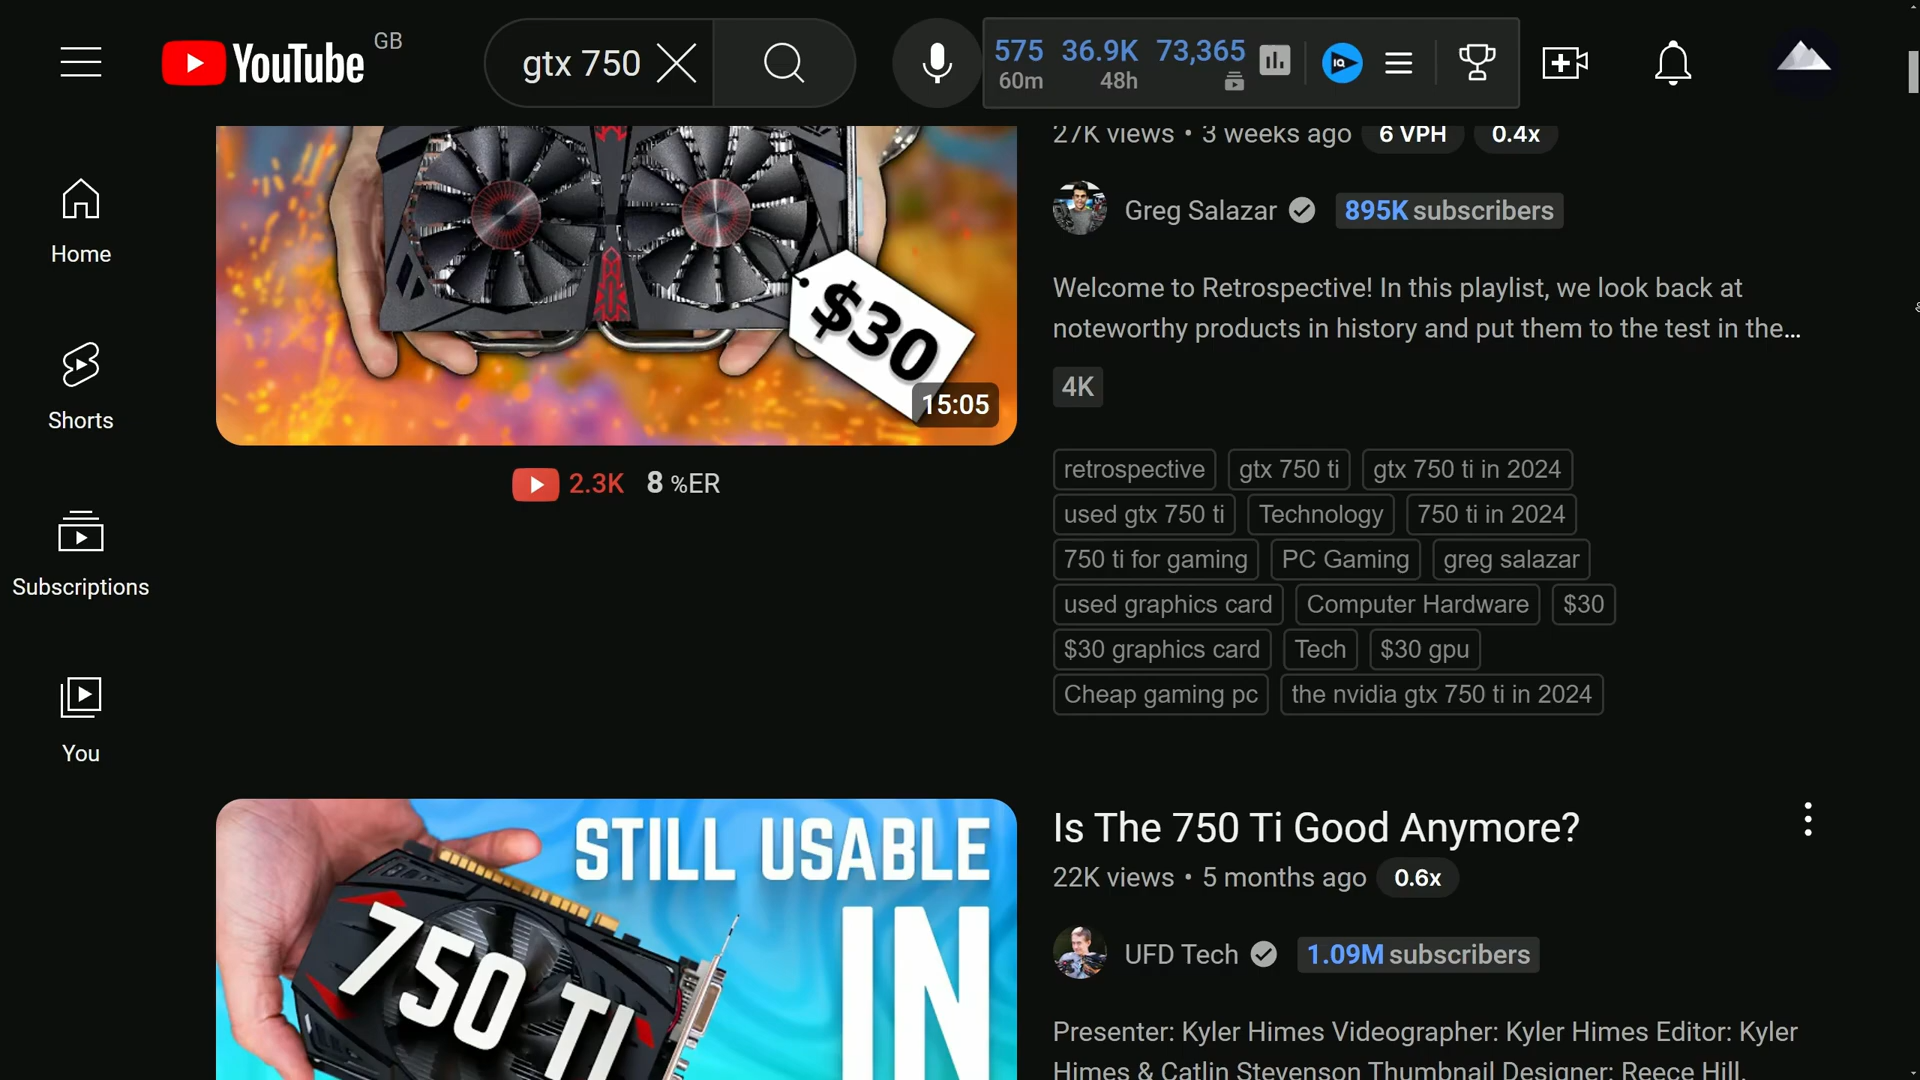 YouTube GB
gtx 750
575 36.9K 73,365
60m 48h
IQ
27K views • 3 weeks ago 6 VPH 0.4x
Greg Salazar 895K subscribers
Welcome to Retrospective! In this playlist, we look back at
noteworthy products in history and put them to the test in the...
4K
$30
15:05
2.3K 8 %ER
retrospective gtx 750 ti gtx 750 ti in 2024
used gtx 750 ti Technology 750 ti in 2024
750 ti for gaming PC Gaming greg salazar
used graphics card Computer Hardware $30
$30 graphics card Tech $30 gpu
Cheap gaming pc the nvidia gtx 750 ti in 2024
Home
Shorts
Subscriptions
You
STILL USABLE
IN
750 TI
Is The 750 Ti Good Anymore?
22K views • 5 months ago 0.6x
UFD Tech 1.09M subscribers
Presenter: Kyler Himes Videographer: Kyler Himes Editor: Kyler
Himes & Catlin Stevenson Thumbnail Designer: Reece Hill.